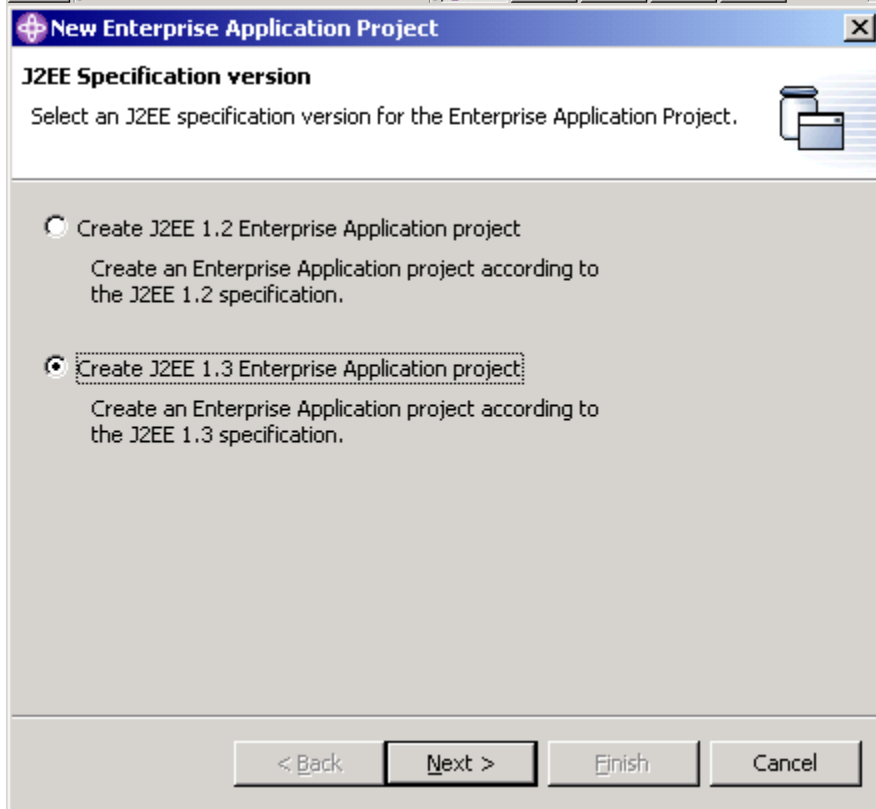 New Enterprise Application Project
J2EE Specification version
Select an J2EE specification version for the Enterprise Application Project.
Create J2EE 1.2 Enterprise Application project
Create an Enterprise Application project according to
the J2EE 1.2 specification.
Create J2EE 1.3 Enterprise Application project
Create an Enterprise Application project according to
the J2EE 1.3 specification.
< Back Next > Finish Cancel